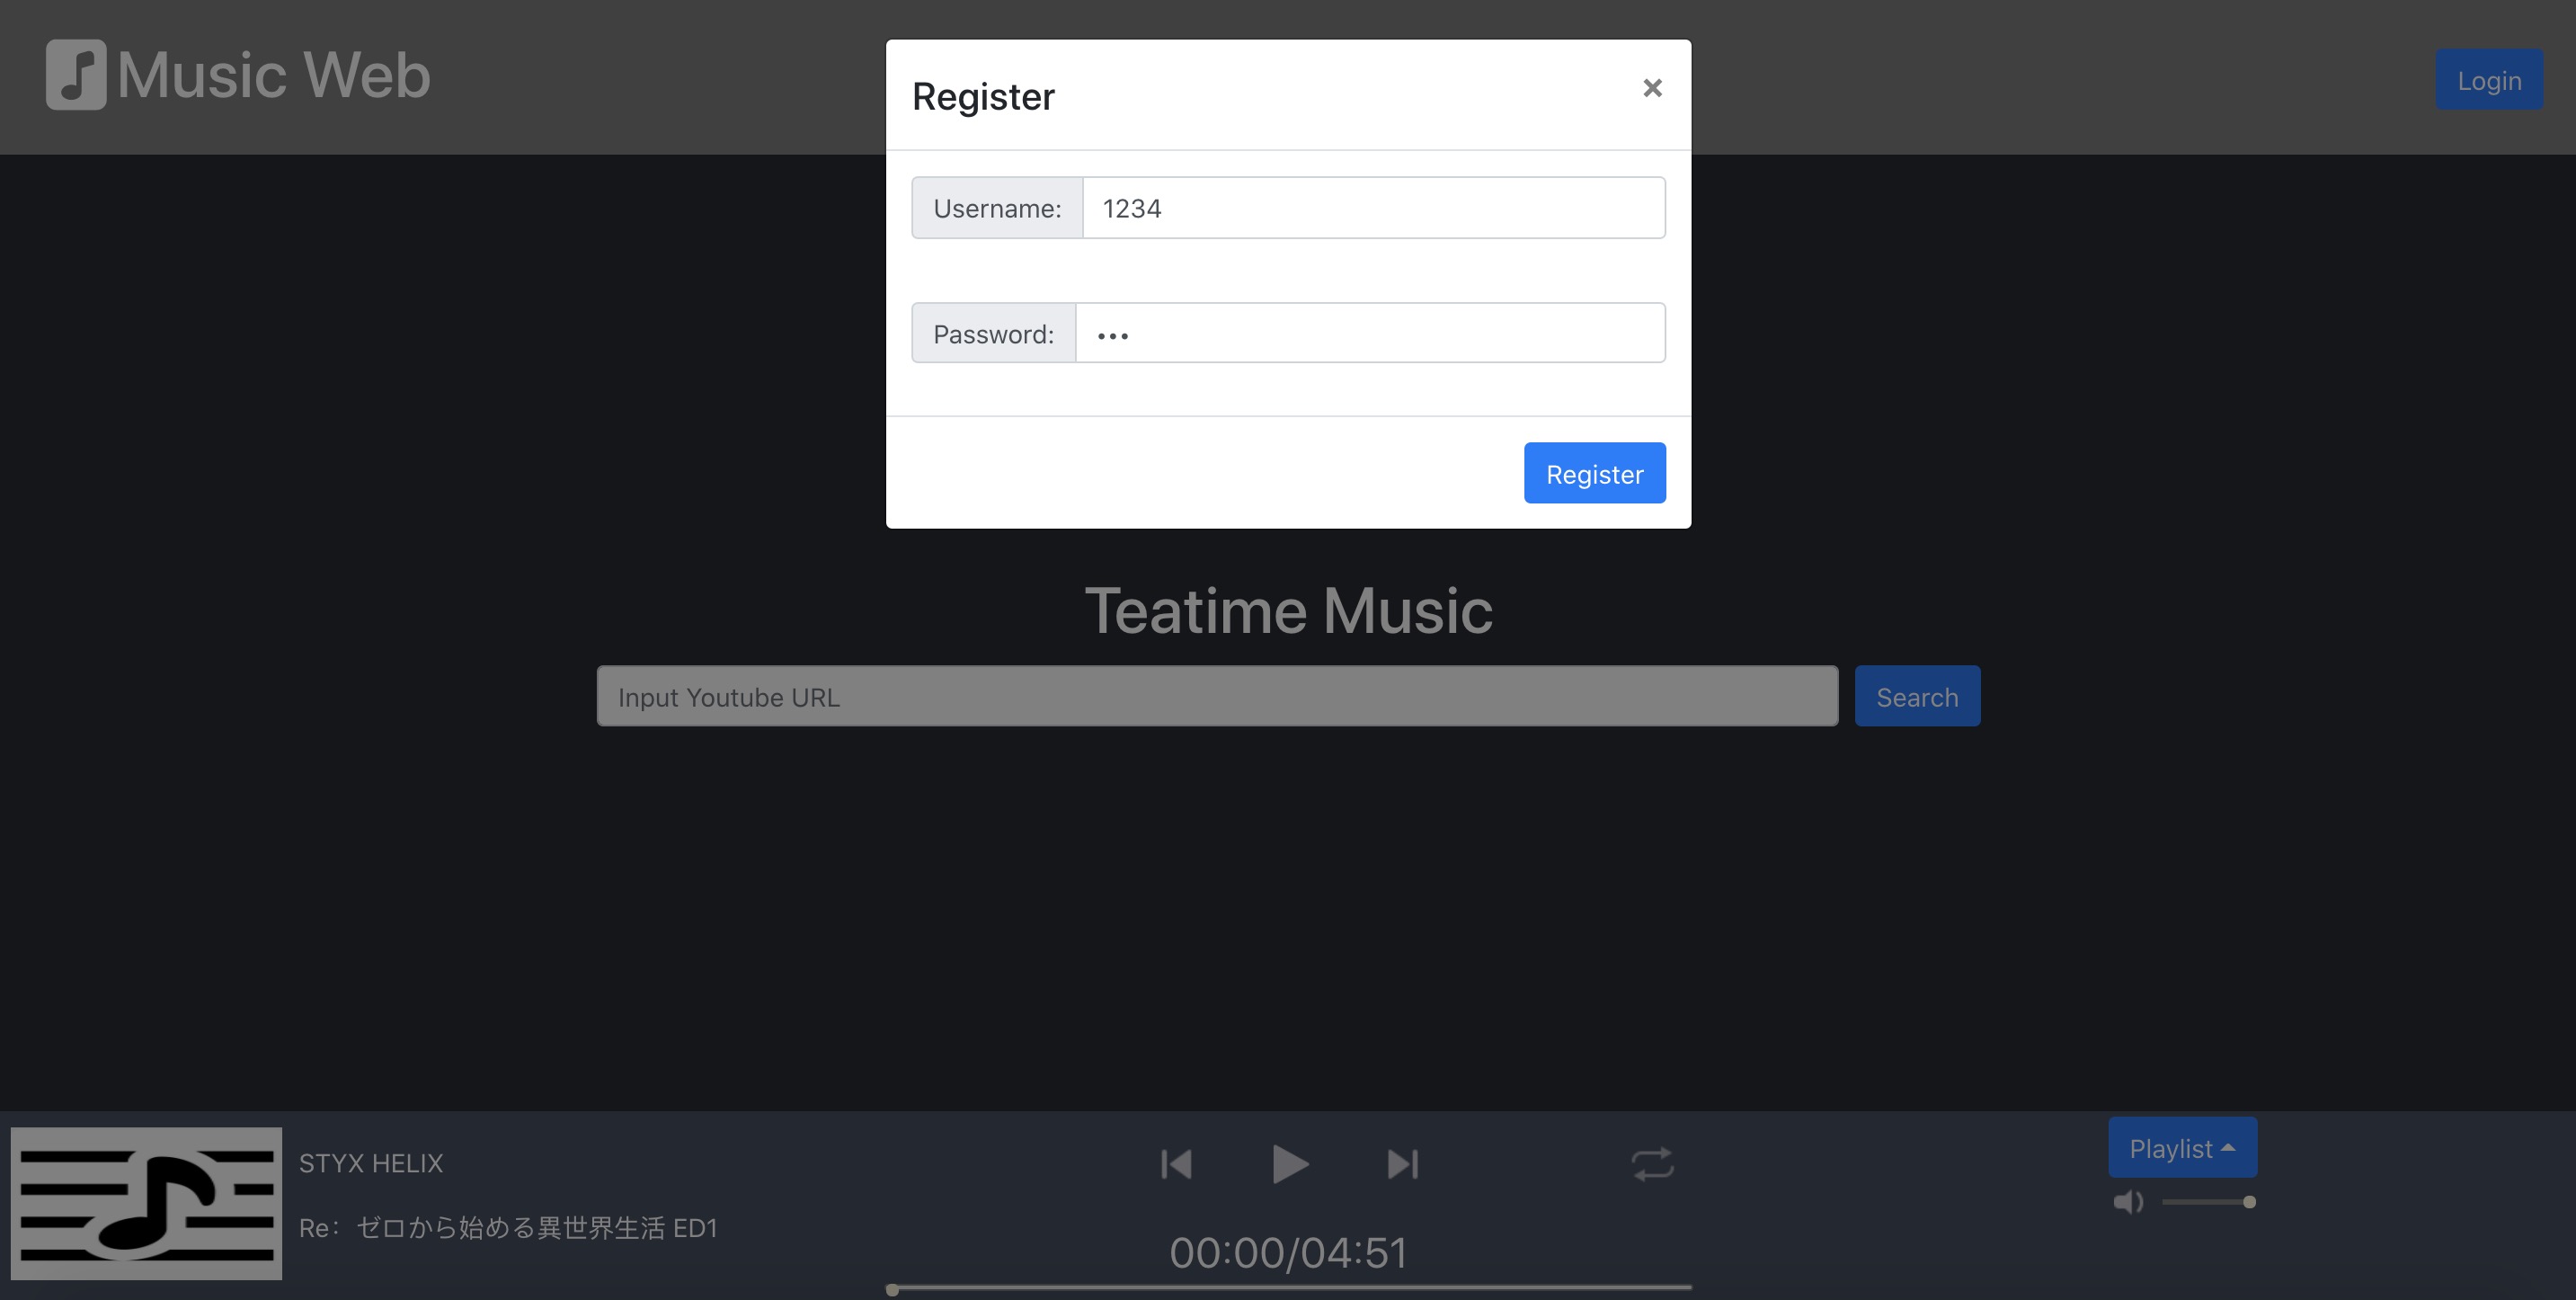 Music Web
Login
Register
×
Username: 1234
Password: •••
Register
Teatime Music
Input Youtube URL
Search
STYX HELIX
Re：ゼロから始める異世界生活 ED1
00:00/04:51
Playlist